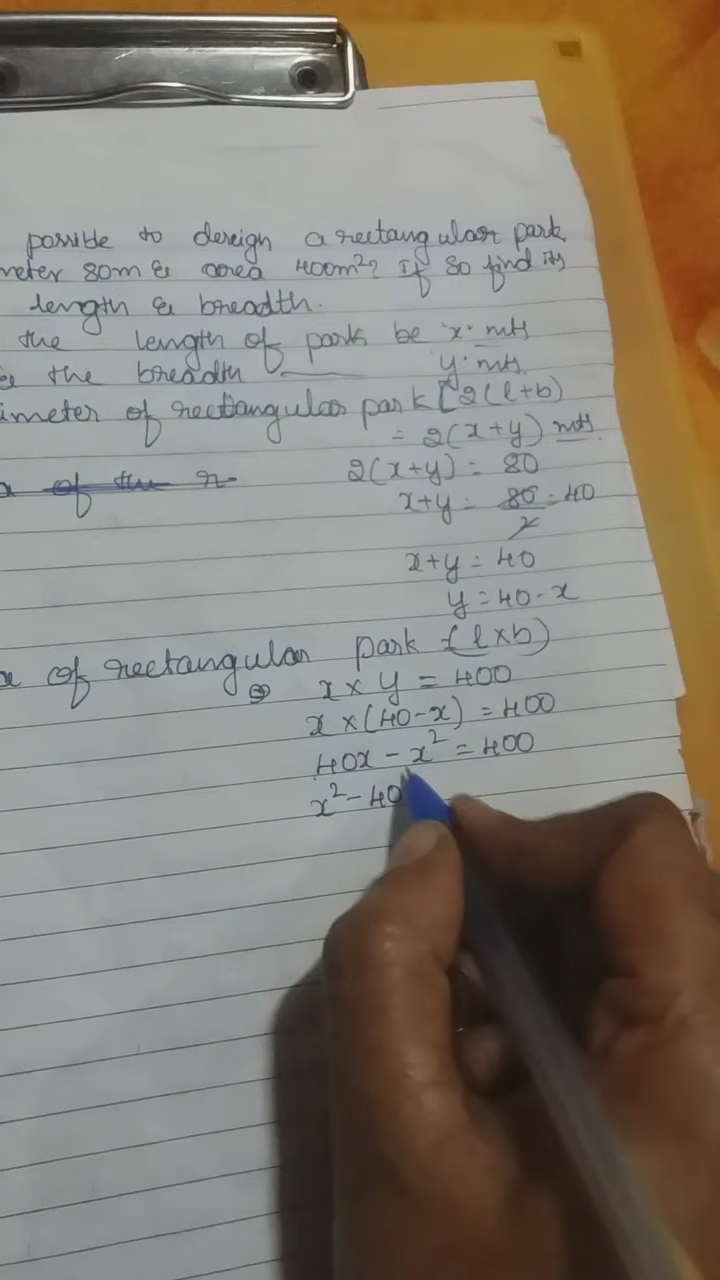 possible to dereign a rectangular park
meter 80m & area 400m²? If so find its
length & breadth.
the length of park be x. mts
the breadth ____ y. mts
imeter of rectangular park [2(l+b)
= 2(x+y) mts.
2(x+y) = 80
x+y = 80/2 = 40
x+y = 40
y = 40-x
of rectangular park (l×b)
x × y = 400
x × (40-x) = 400
40x - x² = 400
x² - 40